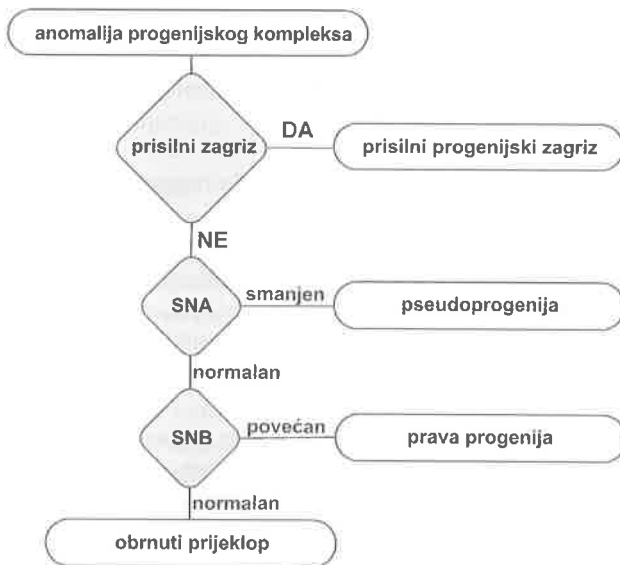 anomalija progenijskog kompleksa
prisilni zagriz
DA
prisilni progenijski zagriz
NE
SNA
smanjen
pseudoprogenija
normalan
SNB
povećan
prava progenija
normalan
obrnuti prijeklop